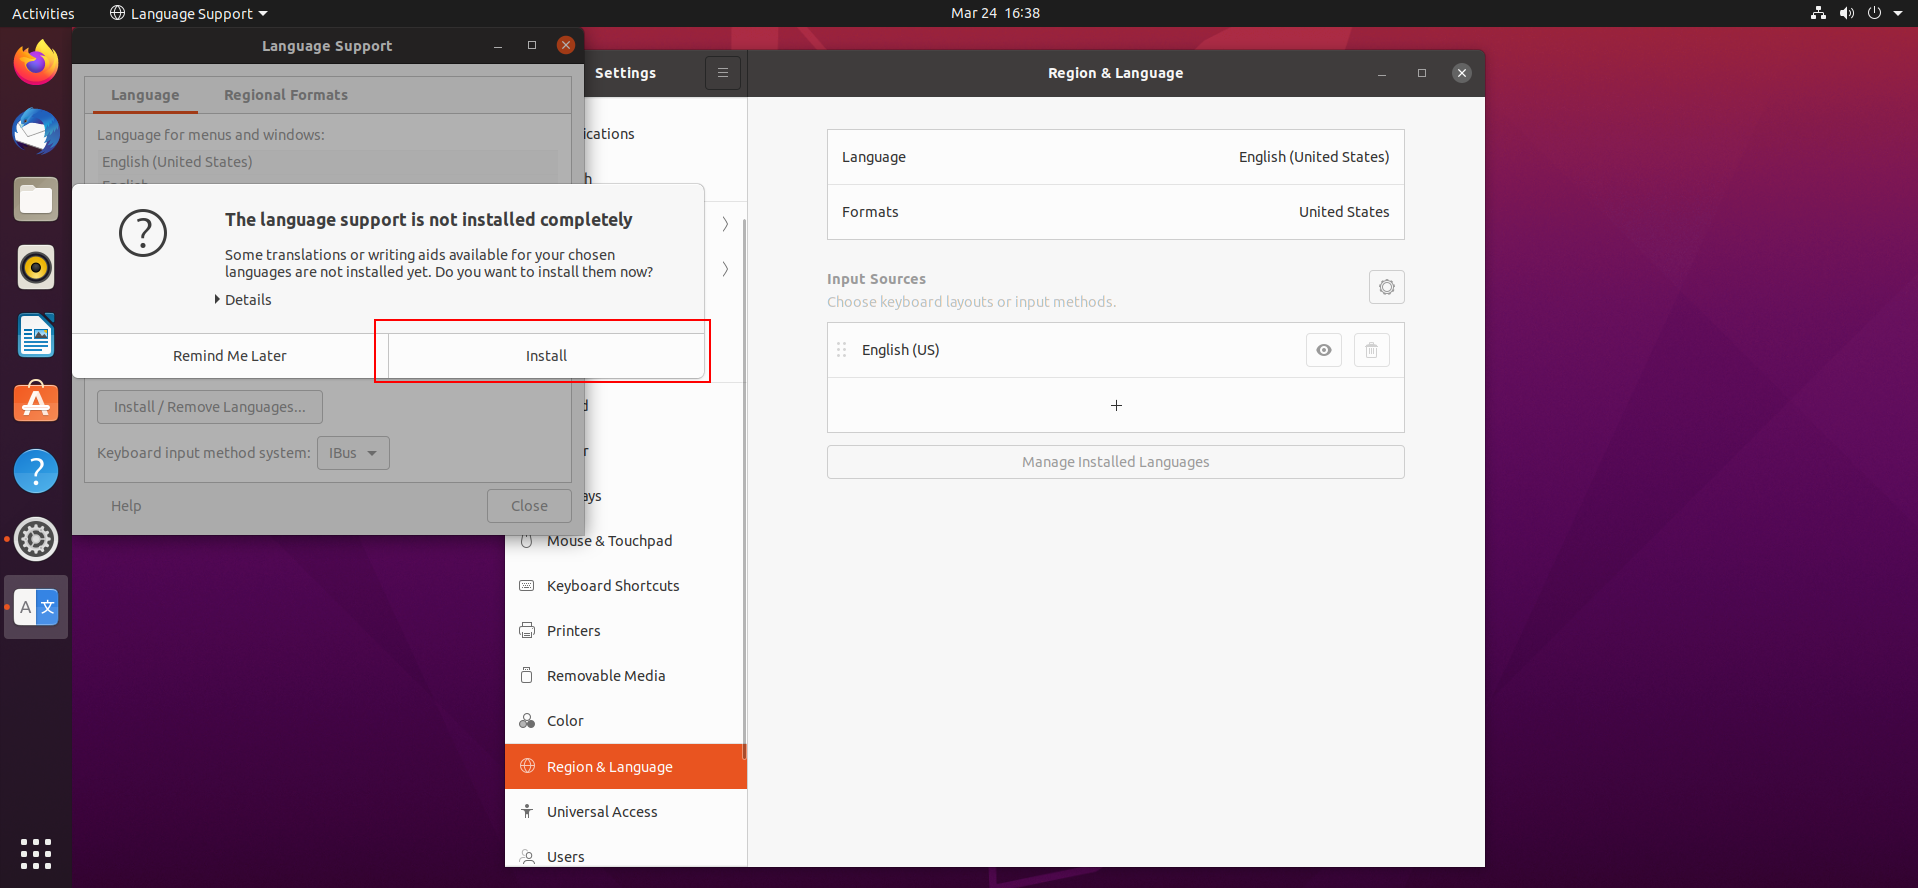 Activities
Language Support
Mar 24 16:38
Language Support
Language
Regional Formats
Language for menus and windows:
English (United States)
The language support is not installed completely
Some translations or writing aids available for your chosen
languages are not installed yet. Do you want to install them now?
Details
Remind Me Later
Install
Install / Remove Languages...
Keyboard input method system:
IBus
Help
Close
Settings
ications
h
d
r
ays
Mouse & Touchpad
Keyboard Shortcuts
Printers
Removable Media
Color
Region & Language
Universal Access
Users
Region & Language
Language
English (United States)
Formats
United States
Input Sources
Choose keyboard layouts or input methods.
English (US)
+
Manage Installed Languages
A 文